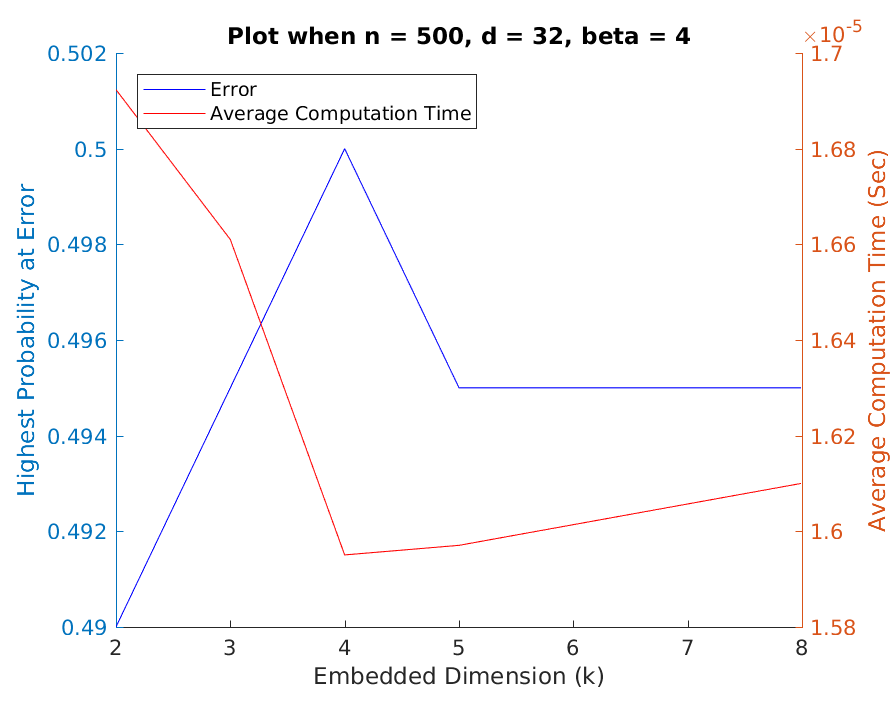 Plot when n = 500, d = 32, beta = 4
×10-5
Error
Average Computation Time
Highest Probability at Error
0.502
0.5
0.498
0.496
0.494
0.492
0.49
1.7
1.68
1.66
1.64
1.62
1.6
1.58
Average Computation Time (Sec)
2 3 4 5 6 7 8
Embedded Dimension (k)